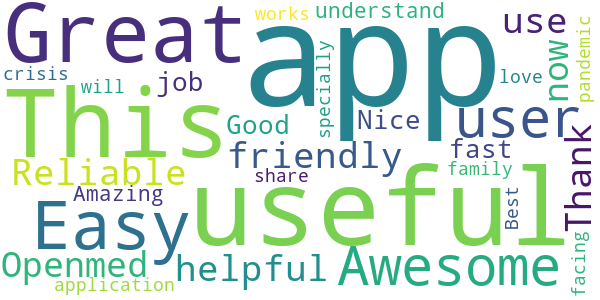 works
understand
Great
app
use
crisis
will
job
specially
love
now
pandemic
This
Good
Nice
user
Reliable
friendly
fast
Thank
Amazing
share
family
useful
Easy
Best
Openmed
helpful
Awesome
facing
application